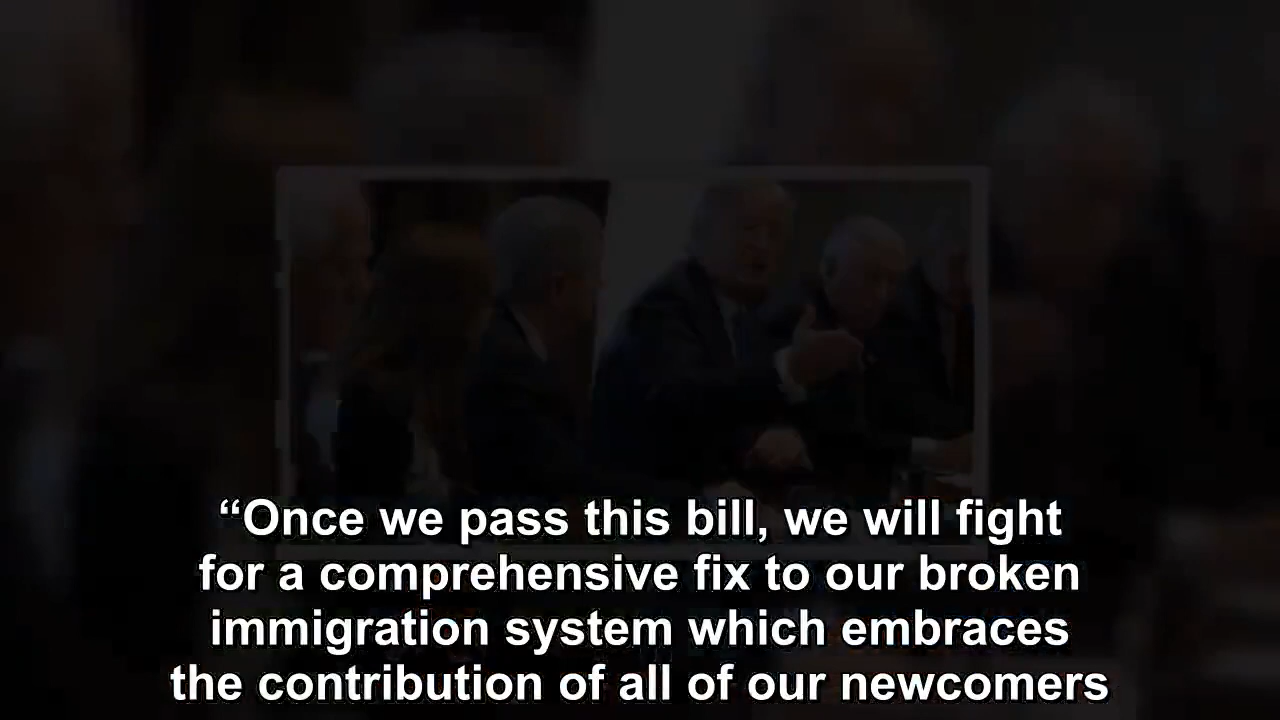 “Once we pass this bill, we will fight
for a comprehensive fix to our broken
immigration system which embraces
the contribution of all of our newcomers